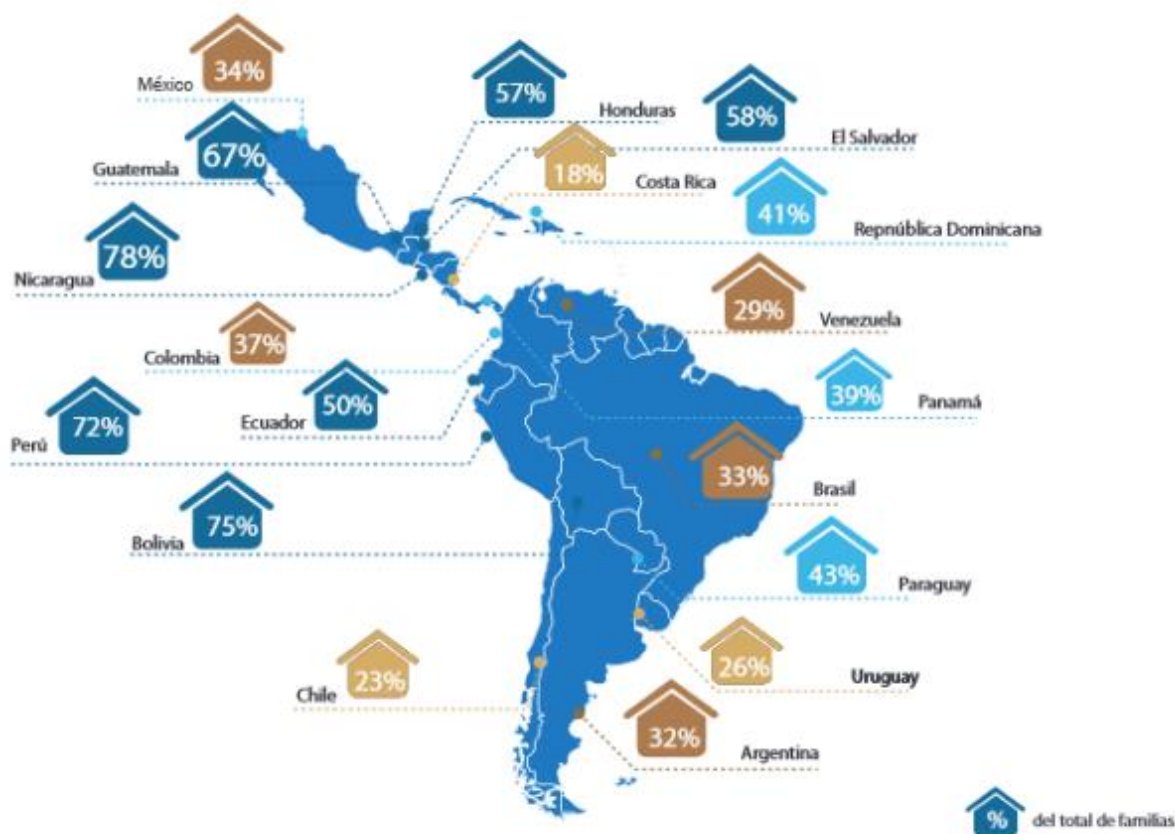 34%
México
57%
Honduras
58%
El Salvador
67%
Guatemala
18%
Costa Rica
41%
Repnública Dominicana
78%
Nicaragua
29%
Venezuela
37%
Colombia
39%
Panamá
50%
Ecuador
72%
Perú
33%
Brasil
75%
Bolivia
43%
Paraguay
26%
Uruguay
23%
Chile
32%
Argentina
% del total de familias